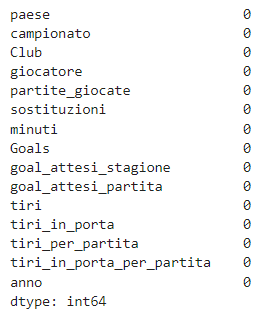 paese 0
campionato 0
Club 0
giocatore 0
partite_giocate 0
sostituzioni 0
minuti 0
Goals 0
goal_attesi_stagione 0
goal_attesi_partita 0
tiri 0
tiri_in_porta 0
tiri_per_partita 0
tiri_in_porta_per_partita 0
anno 0
dtype: int64